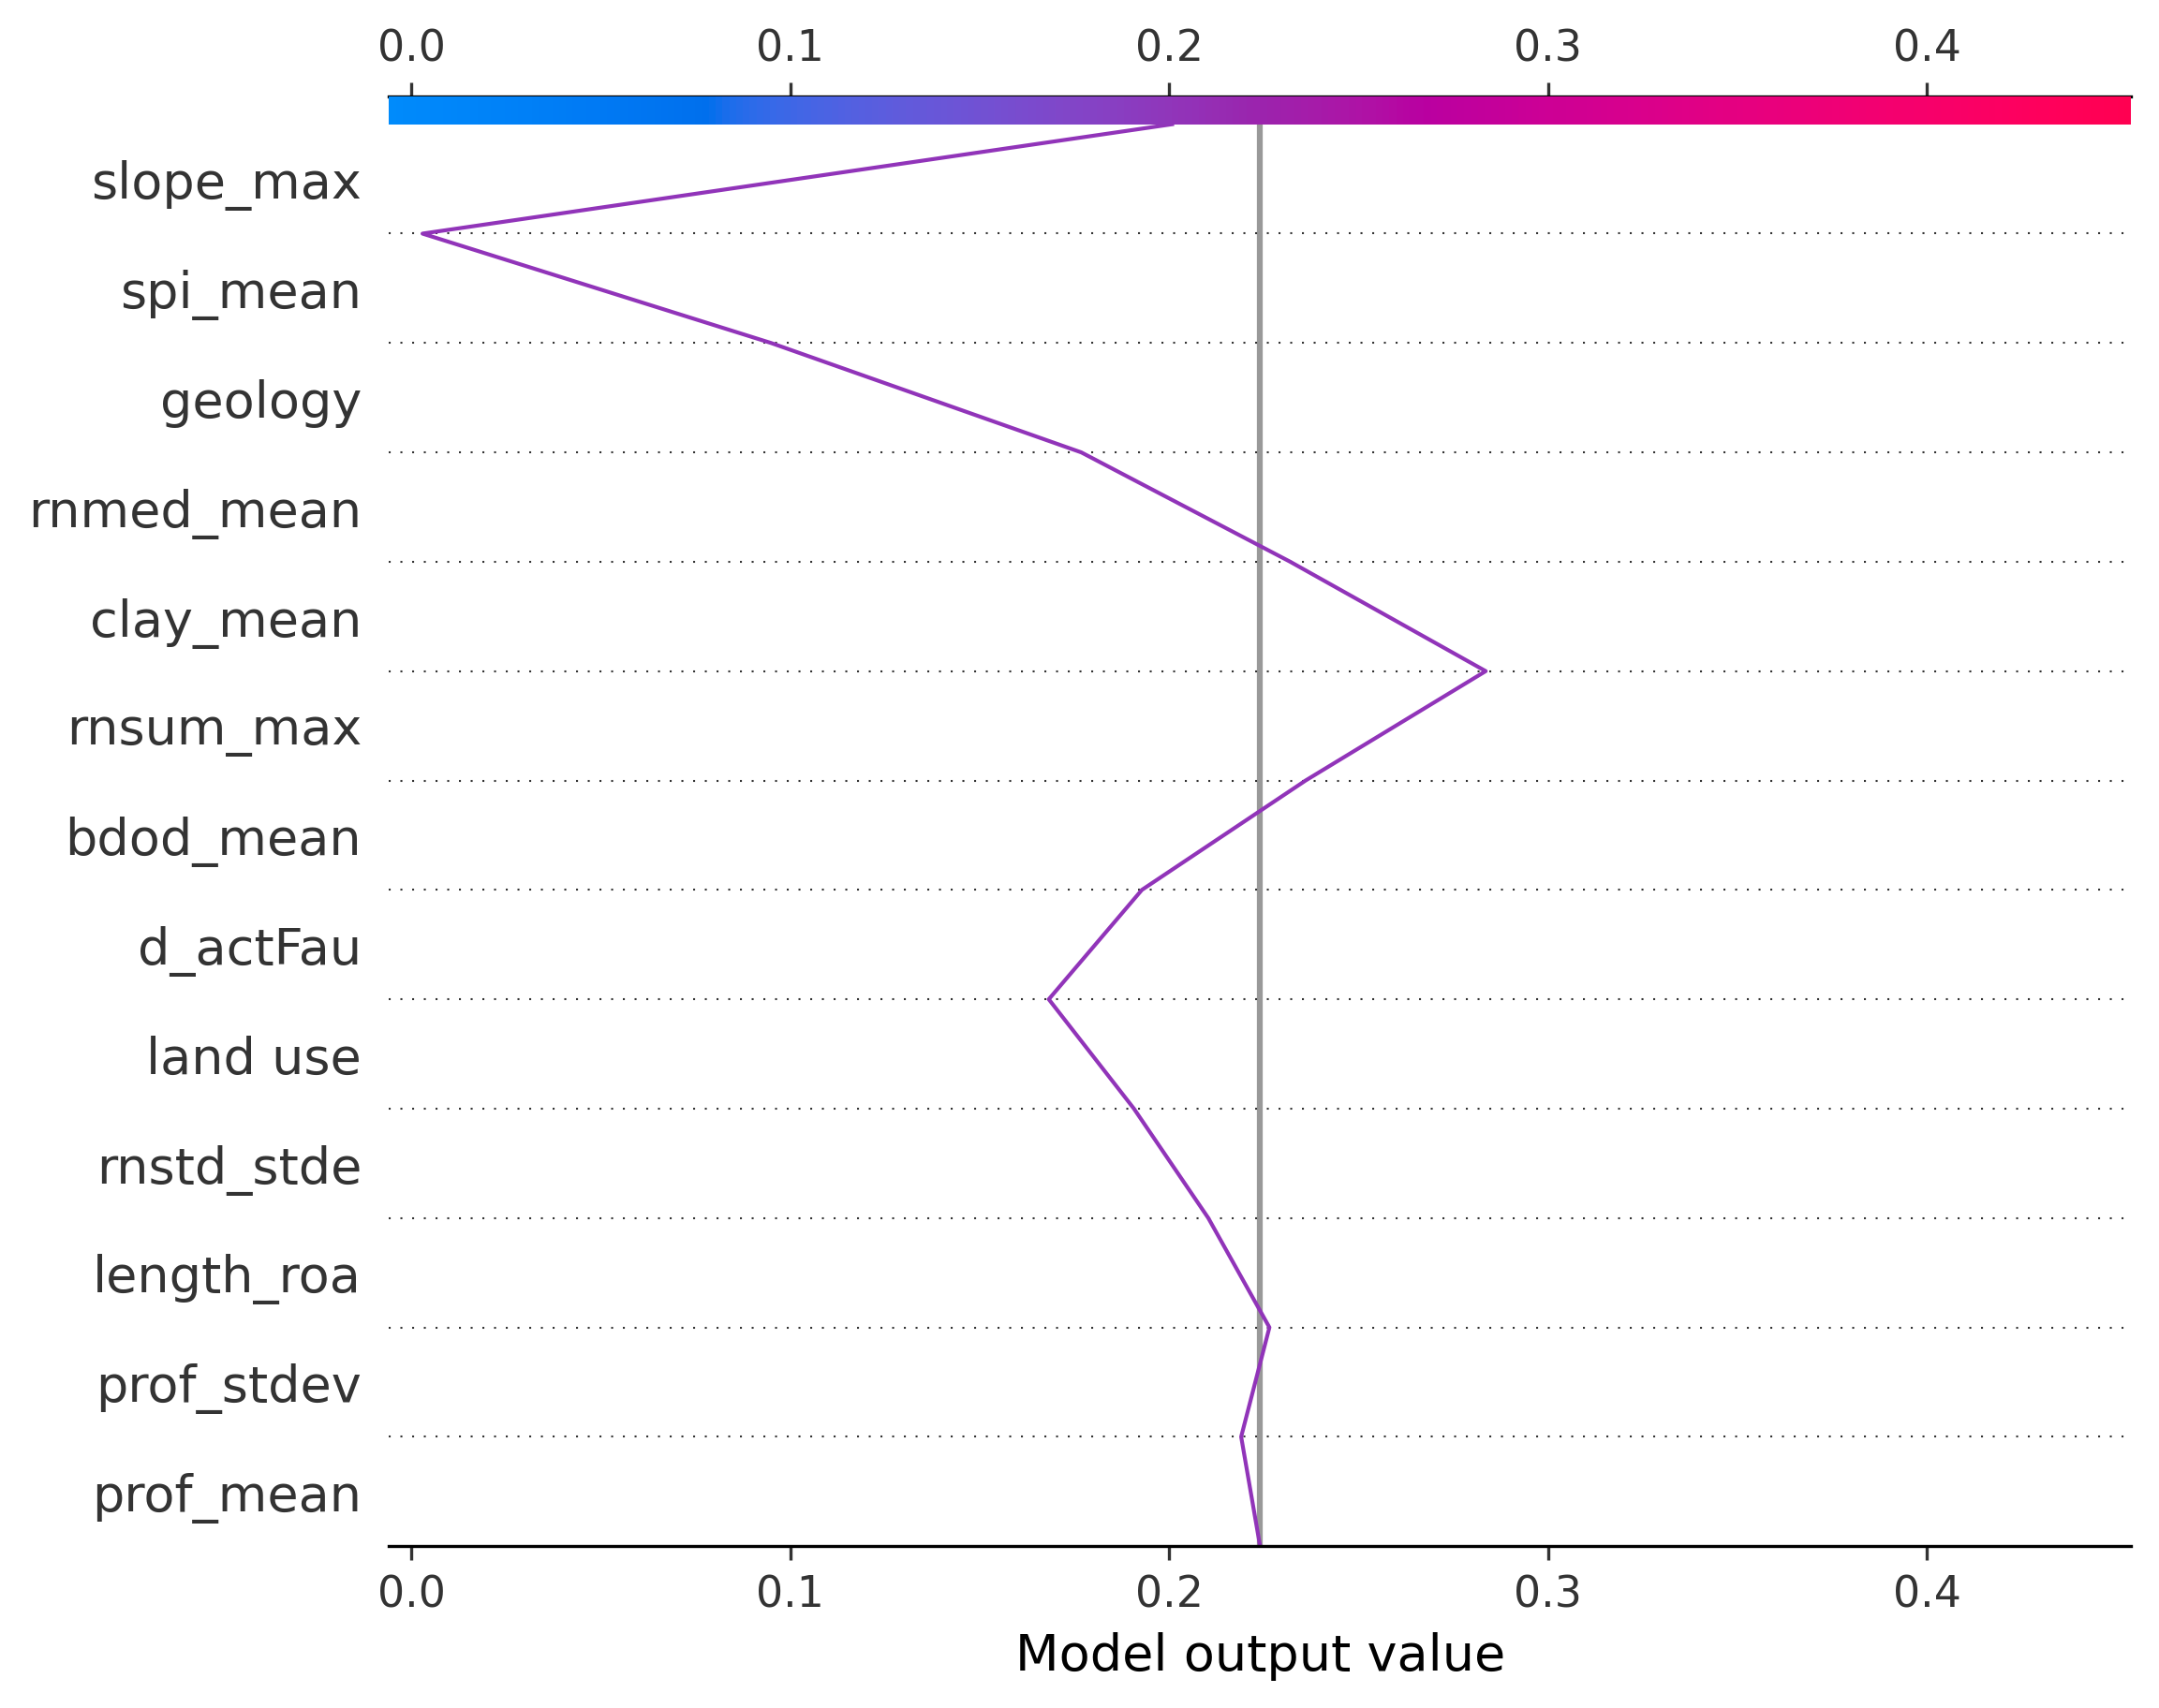 0.0 0.1 0.2 0.3 0.4
slope_max
spi_mean
geology
rnmed_mean
clay_mean
rnsum_max
bdod_mean
d_actFau
land use
rnstd_stde
length_roa
prof_stdev
prof_mean
0.0 0.1 0.2 0.3 0.4
Model output value